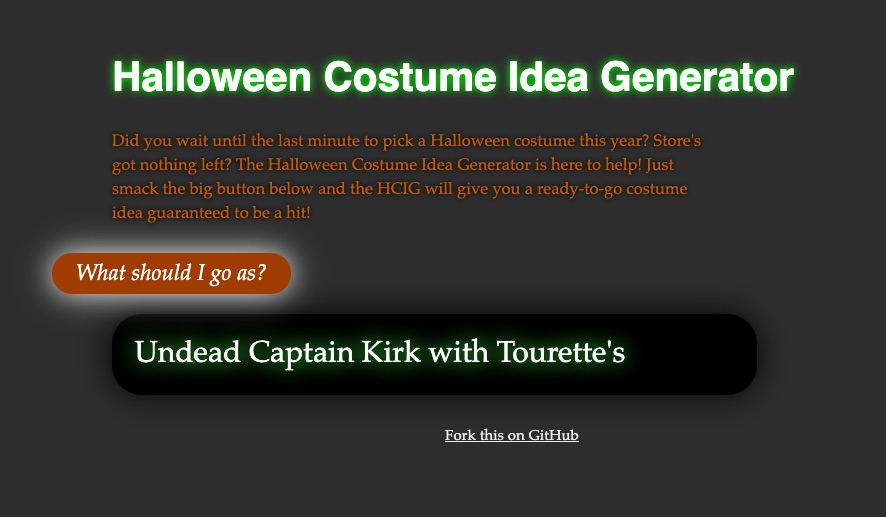 Halloween Costume Idea Generator
Did you wait until the last minute to pick a Halloween costume this year? Store's
got nothing left? The Halloween Costume Idea Generator is here to help! Just
smack the big button below and the HCIG will give you a ready-to-go costume
idea guaranteed to be a hit!
What should I go as?
Undead Captain Kirk with Tourette's
Fork this on GitHub